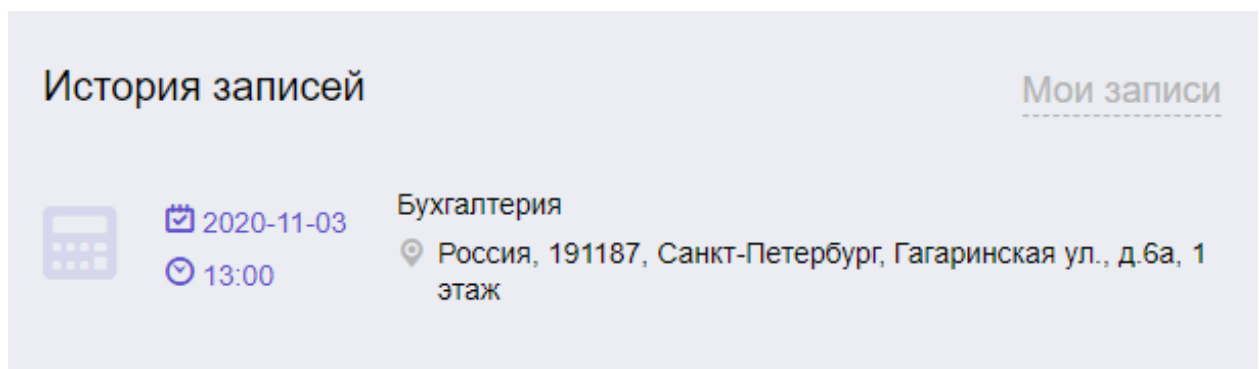 История записей
Мои записи
2020-11-03
13:00
Бухгалтерия
Россия, 191187, Санкт-Петербург, Гагаринская ул., д.6а, 1
этаж